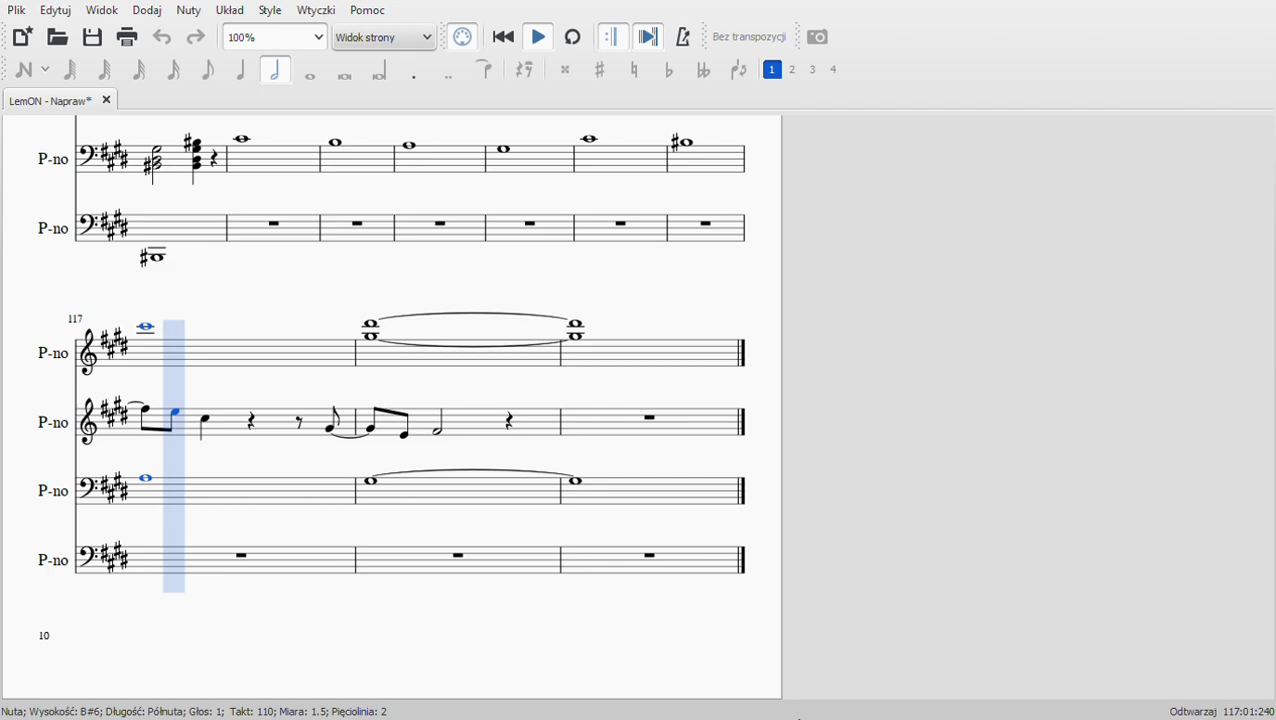 Plik Edytuj Widok Dodaj Nuty Układ Style Wtyczki Pomoc
100% Widok strony Bez transpozycji
1 2 3 4
LemON - Napraw*
P-no
P-no
117
P-no
P-no
P-no
P-no
10
Nuta; Wysokość: B#6; Długość: Półnuta; Głos: 1; Takt: 110; Miara: 1.5; Pięciolinia: 2 Odtwarzaj 117:01:240